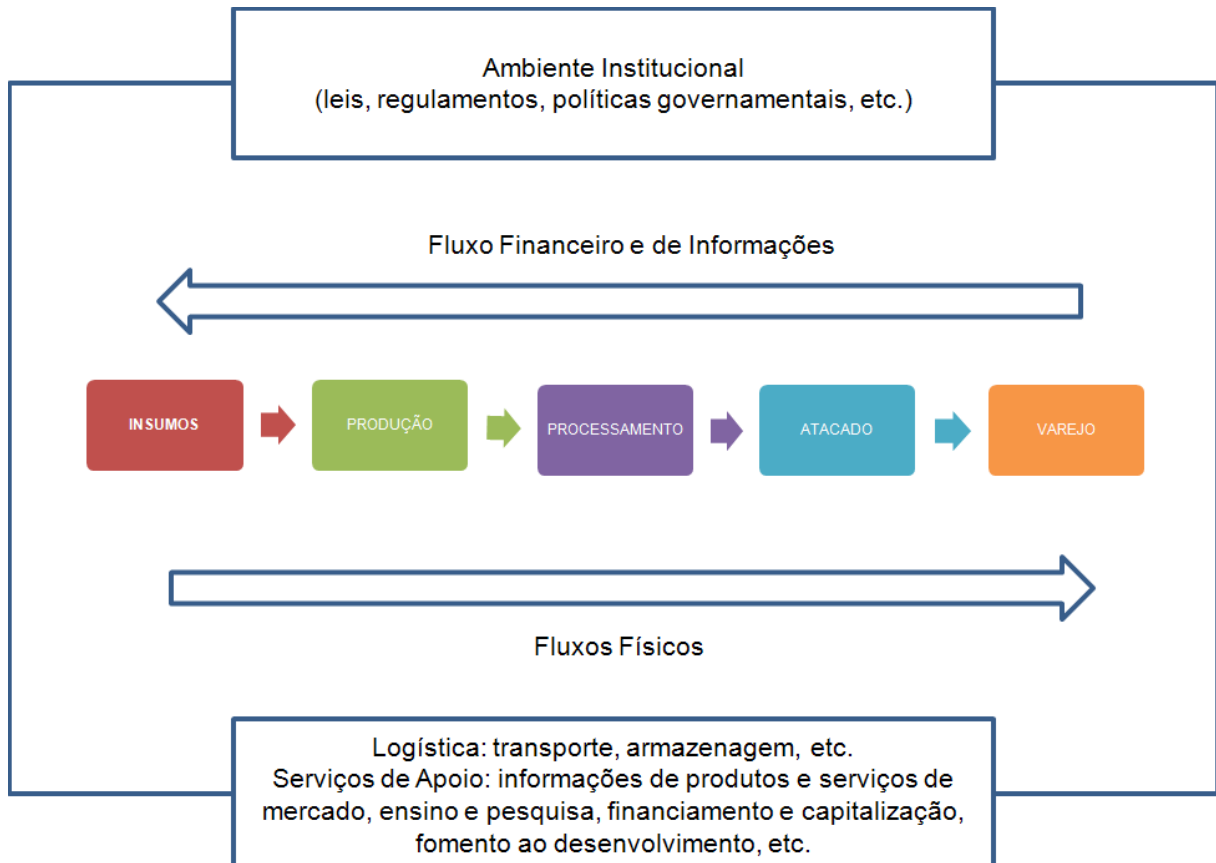 Ambiente Institucional
(leis, regulamentos, políticas governamentais, etc.)
Fluxo Financeiro e de Informações
INSUMOS
PRODUÇÃO
PROCESSAMENTO
ATACADO
VAREJO
Fluxos Físicos
Logística: transporte, armazenagem, etc.
Serviços de Apoio: informações de produtos e serviços de
mercado, ensino e pesquisa, financiamento e capitalização,
fomento ao desenvolvimento, etc.